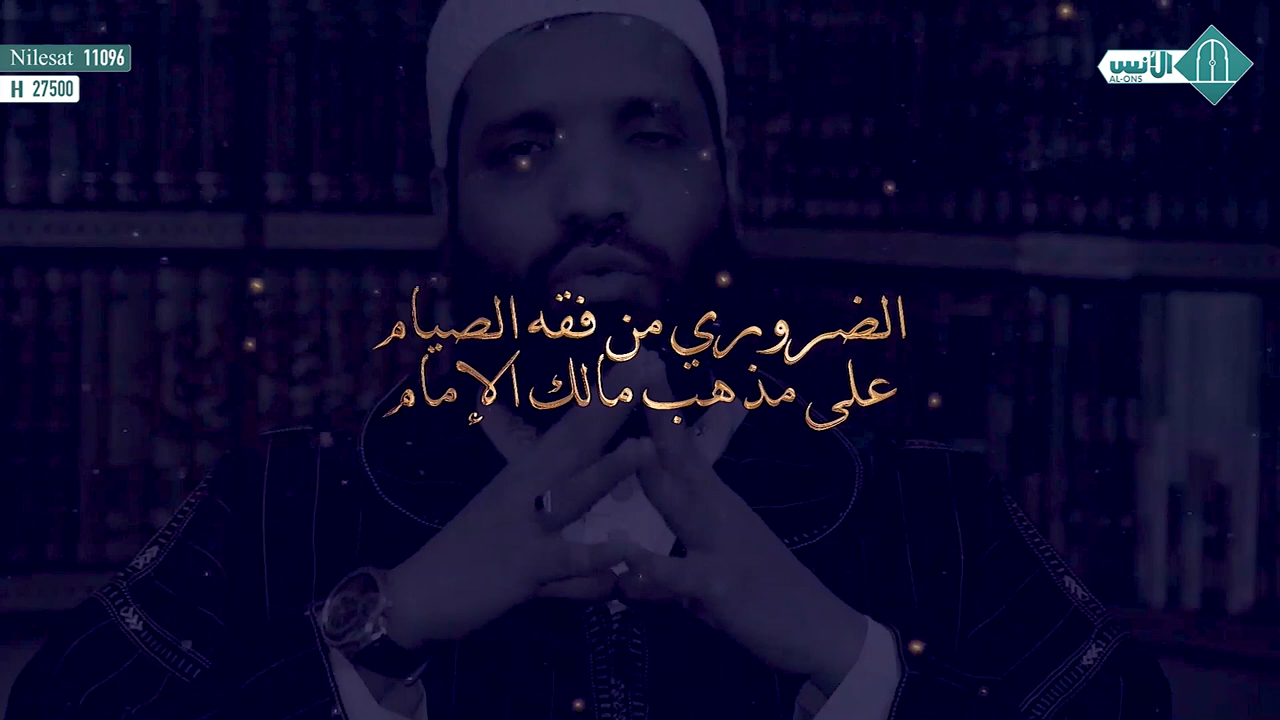 Nilesat 11096
H 27500
الأنس
AL-ONS
الضروري من فقه الصيام
على مذهب مالك الإمام